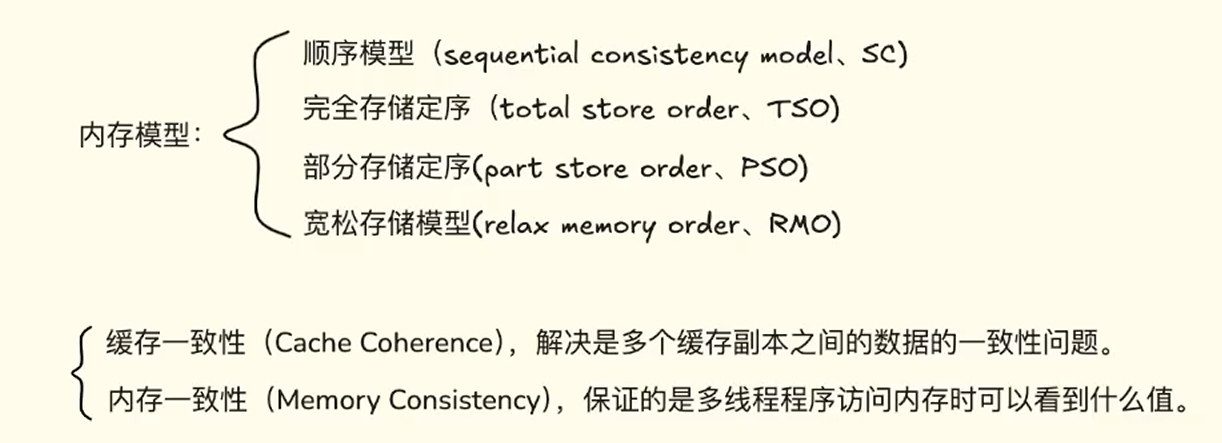 顺序模型（sequential consistency model、SC)
完全存储定序（total store order、TSO)
内存模型：
部分存储定序(part store order、PSO)
宽松存储模型(relax memory order、RMO)
缓存一致性（Cache Coherence），解决是多个缓存副本之间的数据的一致性问题。
内存一致性（Memory Consistency），保证的是多线程程序访问内存时可以看到什么值。